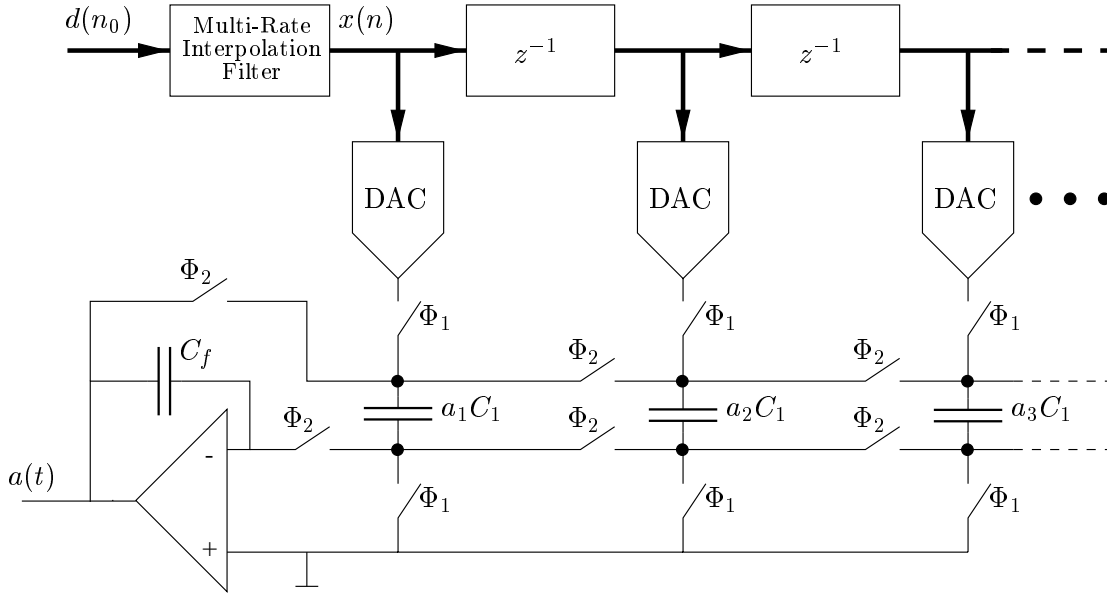 d(n₀)
Multi-Rate
Interpolation
Filter
x(n)
z⁻¹
z⁻¹
DAC
DAC
DAC
Φ₂
Φ₁
Φ₁
Φ₁
C_f
Φ₂
Φ₂
a₁C₁
a₂C₁
a₃C₁
Φ₂
Φ₂
Φ₂
-
a(t)
Φ₁
Φ₁
Φ₁
+